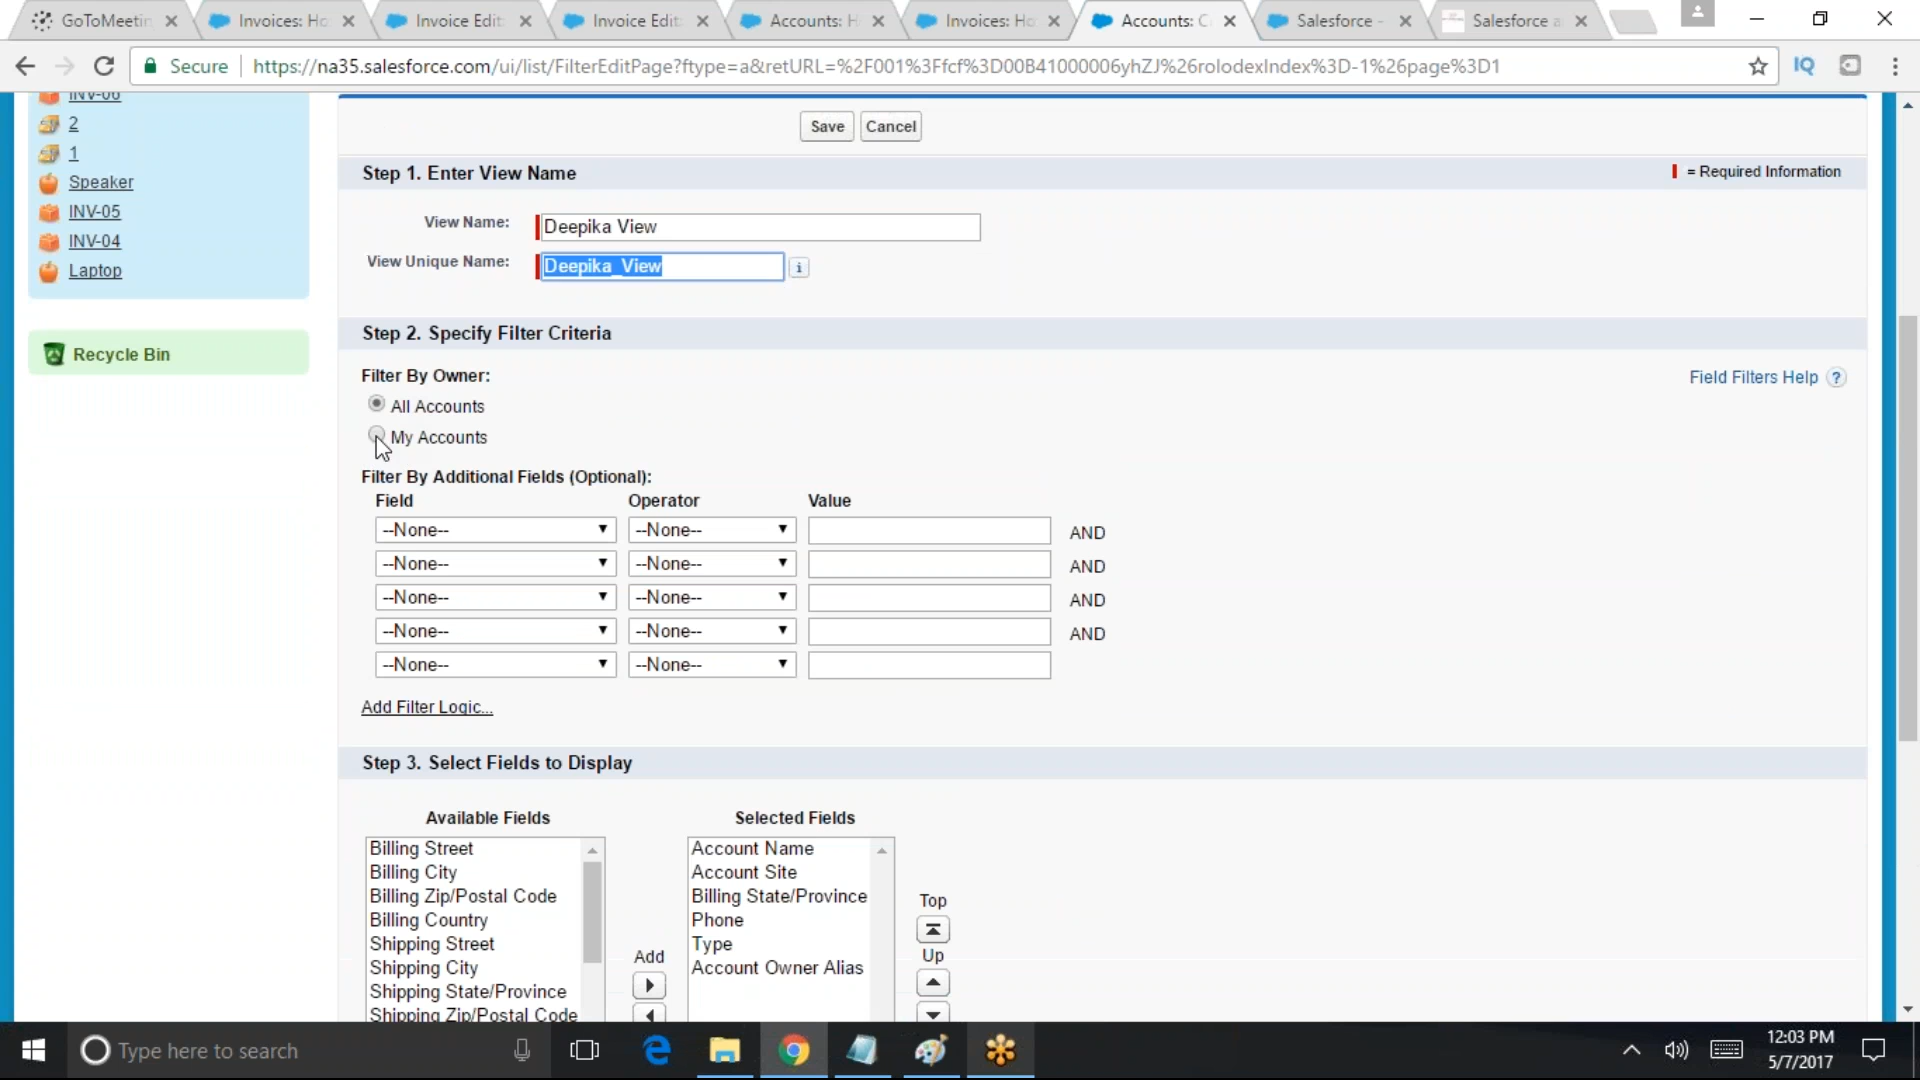 GoToMeetin
Invoices: Ho
Invoice Edit:
Invoice Edit:
Accounts: H
Invoices: Ho
Accounts: C
Salesforce -
Salesforce a
Secure
https://na35.salesforce.com/ui/list/FilterEditPage?ftype=a&retURL=%2F001%3Ffcf%3D00B41000006yhZJ%26rolodexIndex%3D-1%26page%3D1
IQ
INV-06
2
1
Speaker
INV-05
INV-04
Laptop
Recycle Bin
Save
Cancel
Step 1. Enter View Name
= Required Information
View Name:
Deepika View
View Unique Name:
Deepika_View
i
Step 2. Specify Filter Criteria
Filter By Owner:
Field Filters Help ?
All Accounts
My Accounts
Filter By Additional Fields (Optional):
Field
Operator
Value
--None--
--None--
AND
--None--
--None--
AND
--None--
--None--
AND
--None--
--None--
AND
--None--
--None--
Add Filter Logic...
Step 3. Select Fields to Display
Available Fields
Selected Fields
Billing Street
Billing City
Billing Zip/Postal Code
Billing Country
Shipping Street
Shipping City
Shipping State/Province
Shipping Zip/Postal Code
Add
Account Name
Account Site
Billing State/Province
Phone
Type
Account Owner Alias
Top
Up
Type here to search
12:03 PM
5/7/2017